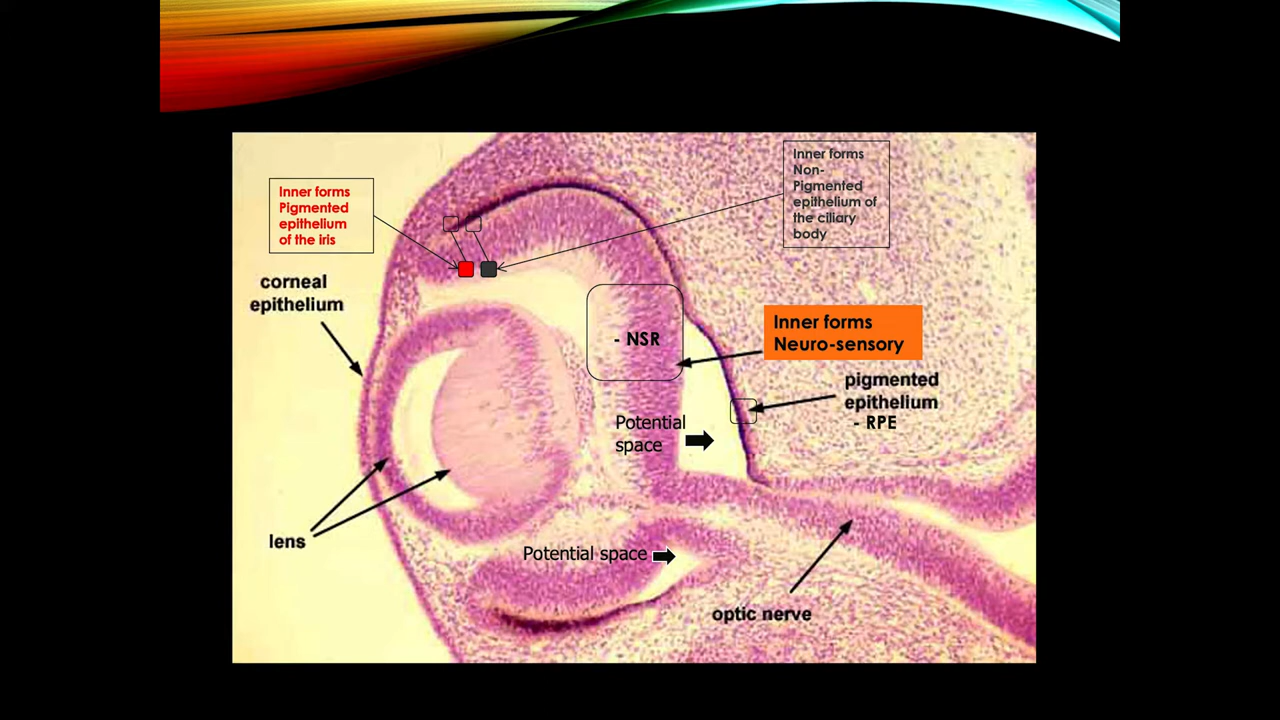 Inner forms
Non-
Pigmented
epithelium of
the ciliary
body
Inner forms
Pigmented
epithelium
of the iris
corneal
epithelium
Inner forms
Neuro-sensory
- NSR
pigmented
epithelium
- RPE
Potential
space
lens
Potential space
optic nerve